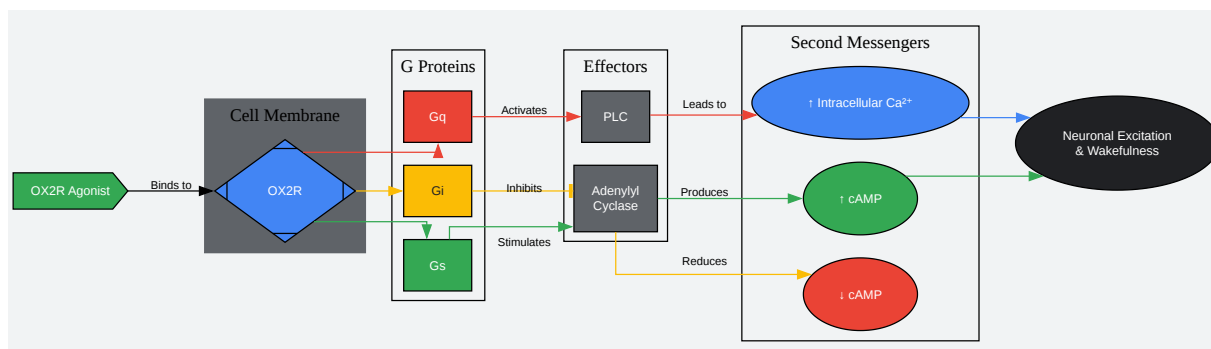 OX2R Agonist
Binds to
Cell Membrane
OX2R
G Proteins
Gq
Gi
Gs
Activates
Inhibits
Stimulates
Effectors
PLC
Adenylyl
Cyclase
Leads to
Produces
Reduces
Second Messengers
↑ Intracellular Ca²⁺
↑ cAMP
↓ cAMP
Neuronal Excitation
& Wakefulness